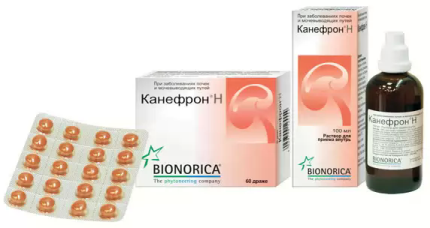 При заболеваниях почек и
мочевыводящих путей
Канефрон® Н
BIONORICA®
The phytoneering company
60 драже
При заболеваниях почек и
мочевыводящих путей
Канефрон® Н
100 мл
Раствор для
приема внутрь
BIONORICA®
The phytoneering company
Канефрон® Н
BIONORICA